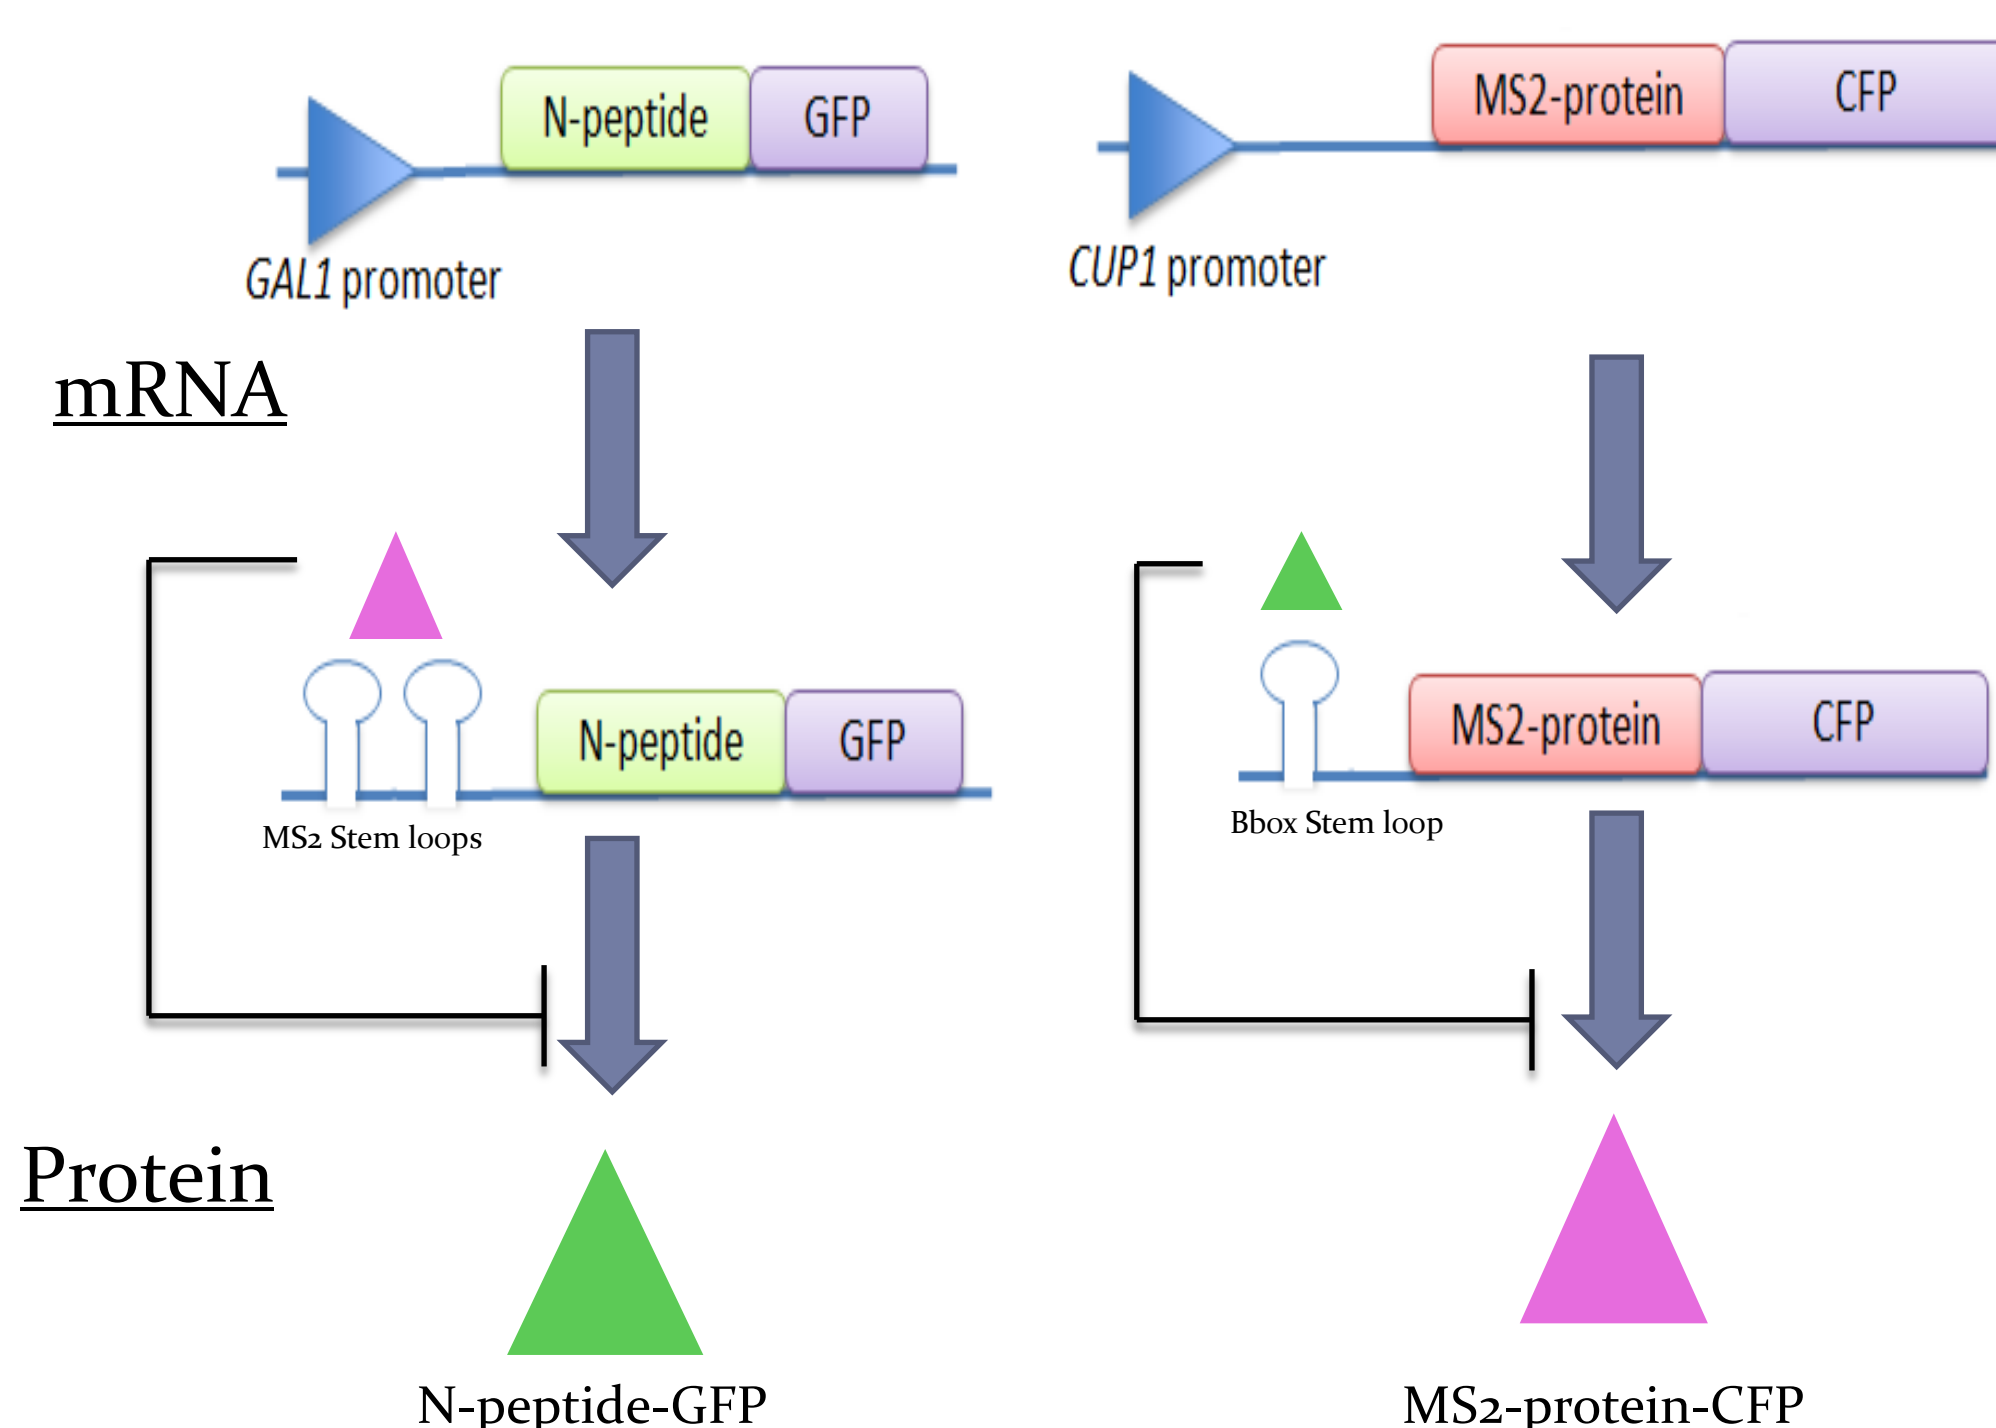 N-peptide GFP
MS2-protein CFP
GAL1 promoter
CUP1 promoter
mRNA
N-peptide GFP
MS2-protein CFP
MS2 Stem loops
Bbox Stem loop
Protein
N-peptide-GFP
MS2-protein-CFP